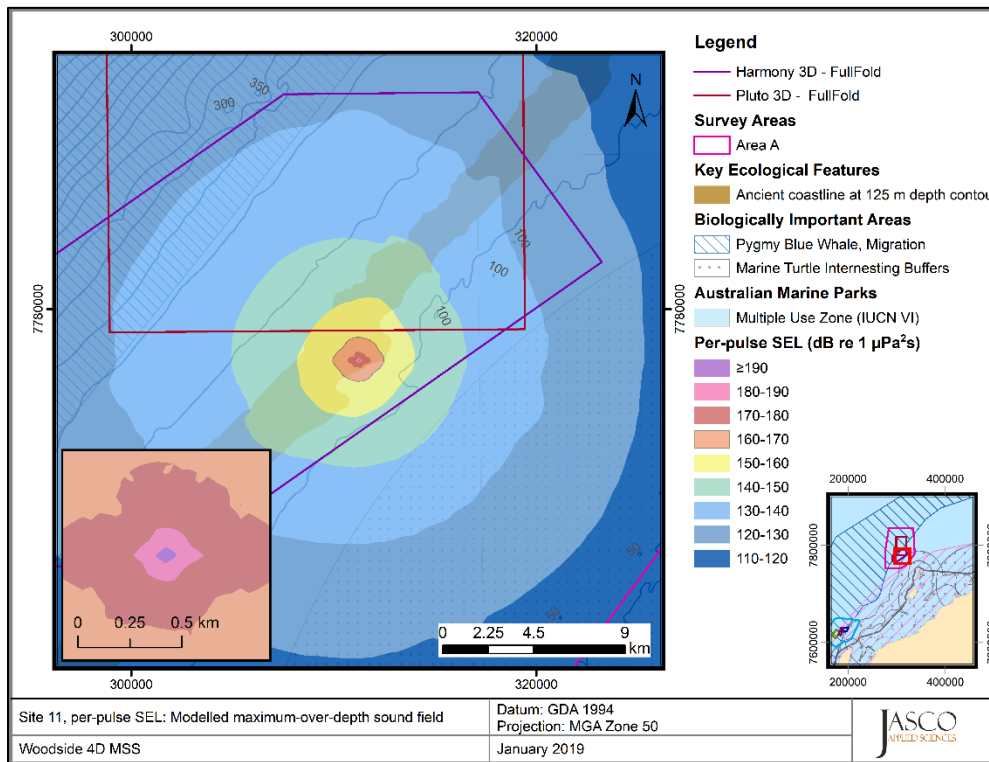 300000
320000
7780000
7780000
300
350
100
100
100
50
50
N
0 0.25 0.5 km
0 2.25 4.5 9
km
300000
320000
Legend
Harmony 3D - FullFold
Pluto 3D - FullFold
Survey Areas
Area A
Key Ecological Features
Ancient coastline at 125 m depth contou
Biologically Important Areas
Pygmy Blue Whale, Migration
Marine Turtle Internesting Buffers
Australian Marine Parks
Multiple Use Zone (IUCN VI)
Per-pulse SEL (dB re 1 µPa²s)
≥190
180-190
170-180
160-170
150-160
140-150
130-140
120-130
110-120
200000 400000
7800000
7600000
200000 400000
Site 11, per-pulse SEL: Modelled maximum-over-depth sound field
Woodside 4D MSS
Datum: GDA 1994
Projection: MGA Zone 50
January 2019
JASCO
APPLIED SCIENCES